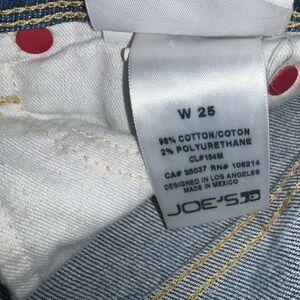 W 25
98% COTTON/COTON
2% POLYURETHANE
CL#154M
CA# 35037 RN# 106214
DESIGNED IN LOS ANGELES
MADE IN MEXICO
JOE'S